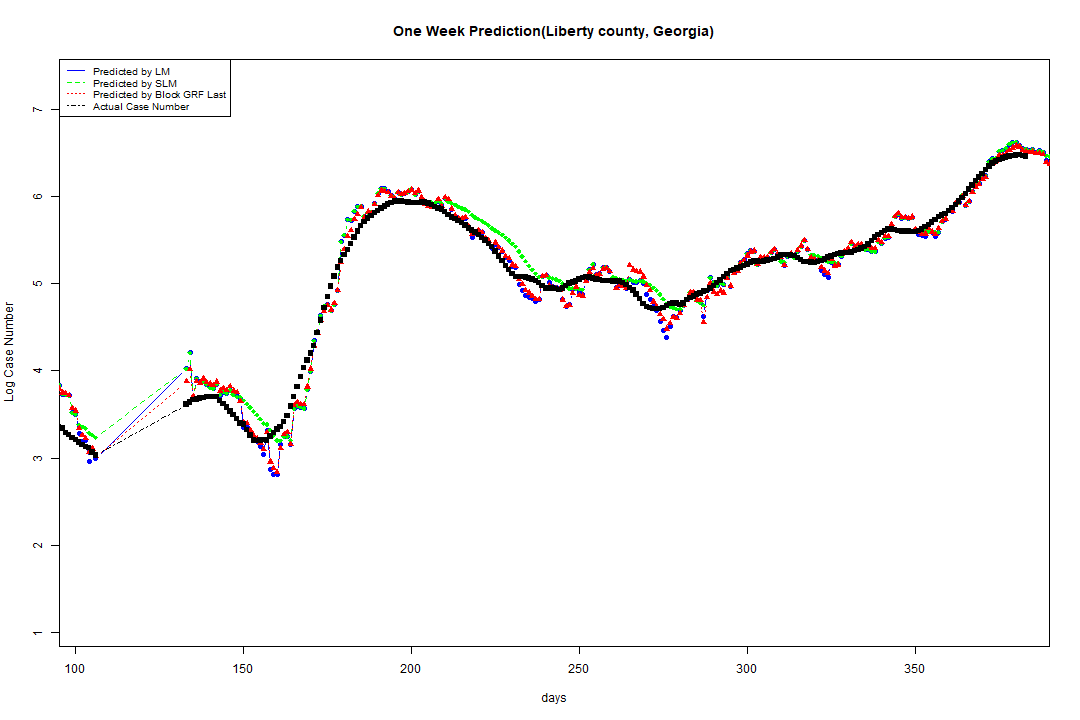 One Week Prediction(Liberty county, Georgia)
Predicted by LM
Predicted by SLM
Predicted by Block GRF Last
Actual Case Number
Log Case Number
7
6
5
4
3
2
1
100 150 200 250 300 350
days